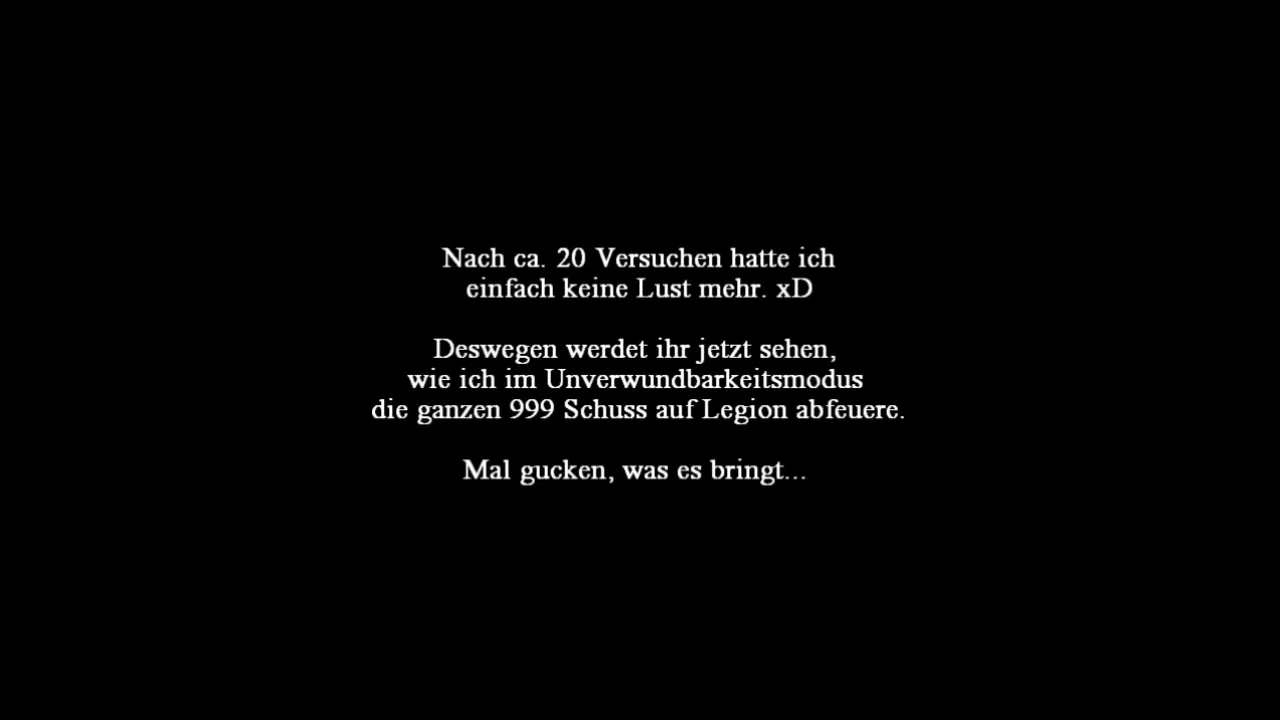 Nach ca. 20 Versuchen hatte ich
einfach keine Lust mehr. xD
Deswegen werdet ihr jetzt sehen,
wie ich im Unverwundbarkeitsmodus
die ganzen 999 Schuss auf Legion abfeuere.
Mal gucken, was es bringt...